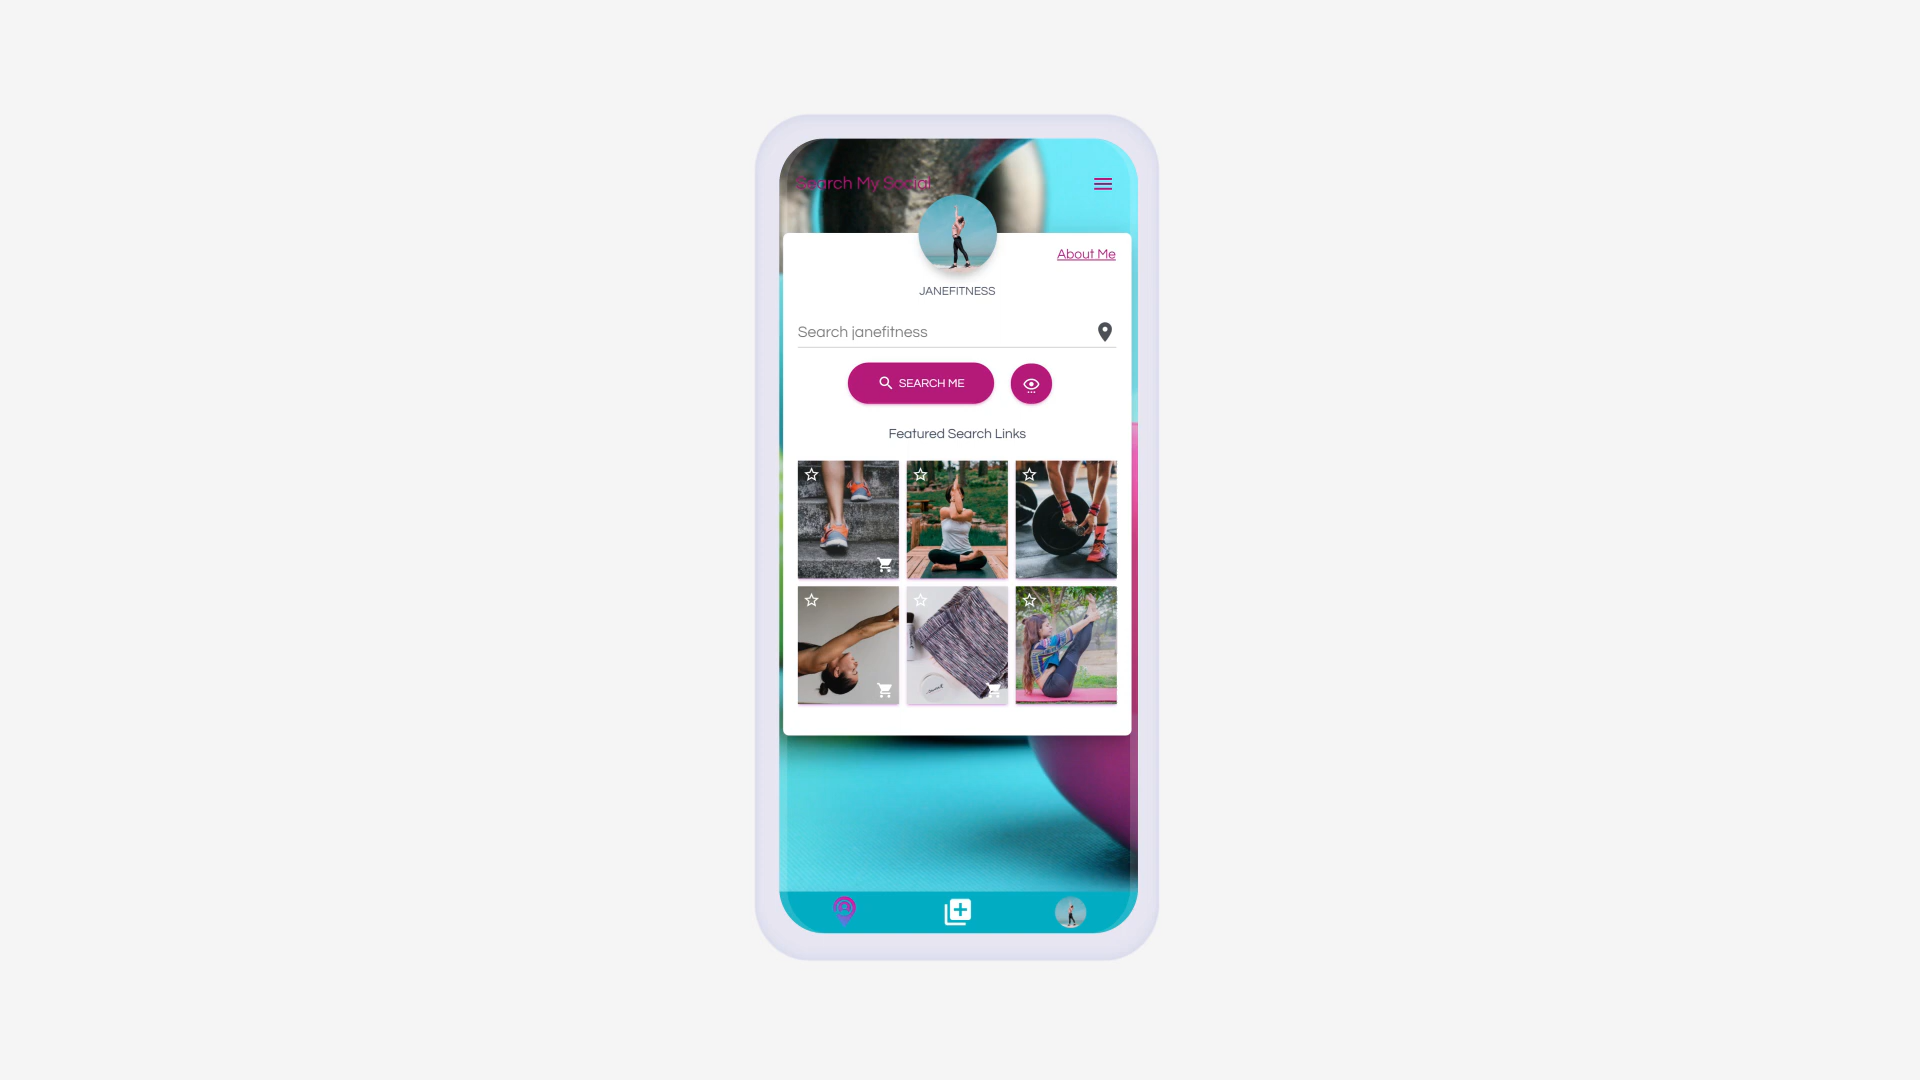 Search My Social
About Me
JANEFITNESS
Search janefitness
SEARCH ME
Featured Search Links